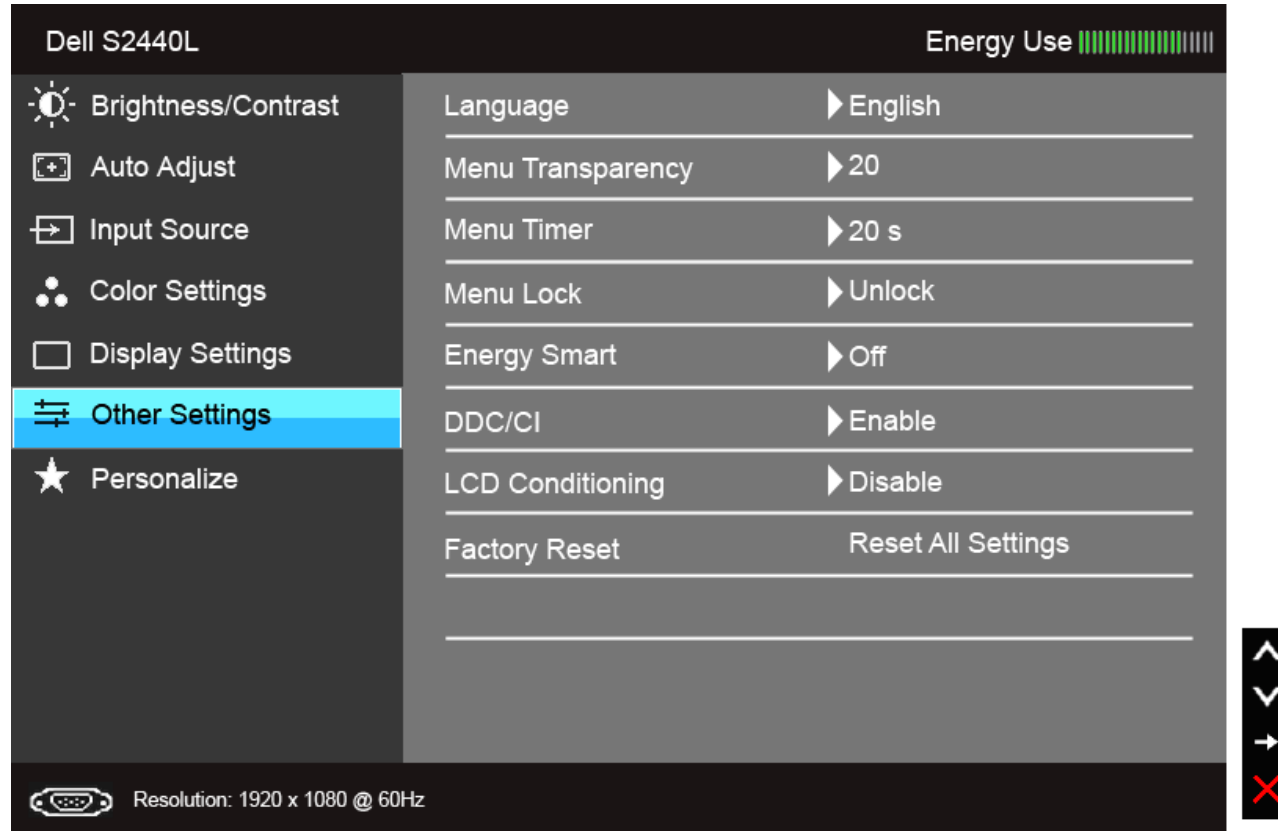 Dell S2440L Energy Use
Brightness/Contrast
Auto Adjust
Input Source
Color Settings
Display Settings
Other Settings
Personalize
Language English
Menu Transparency 20
Menu Timer 20 s
Menu Lock Unlock
Energy Smart Off
DDC/CI Enable
LCD Conditioning Disable
Factory Reset Reset All Settings
Resolution: 1920 x 1080 @ 60Hz